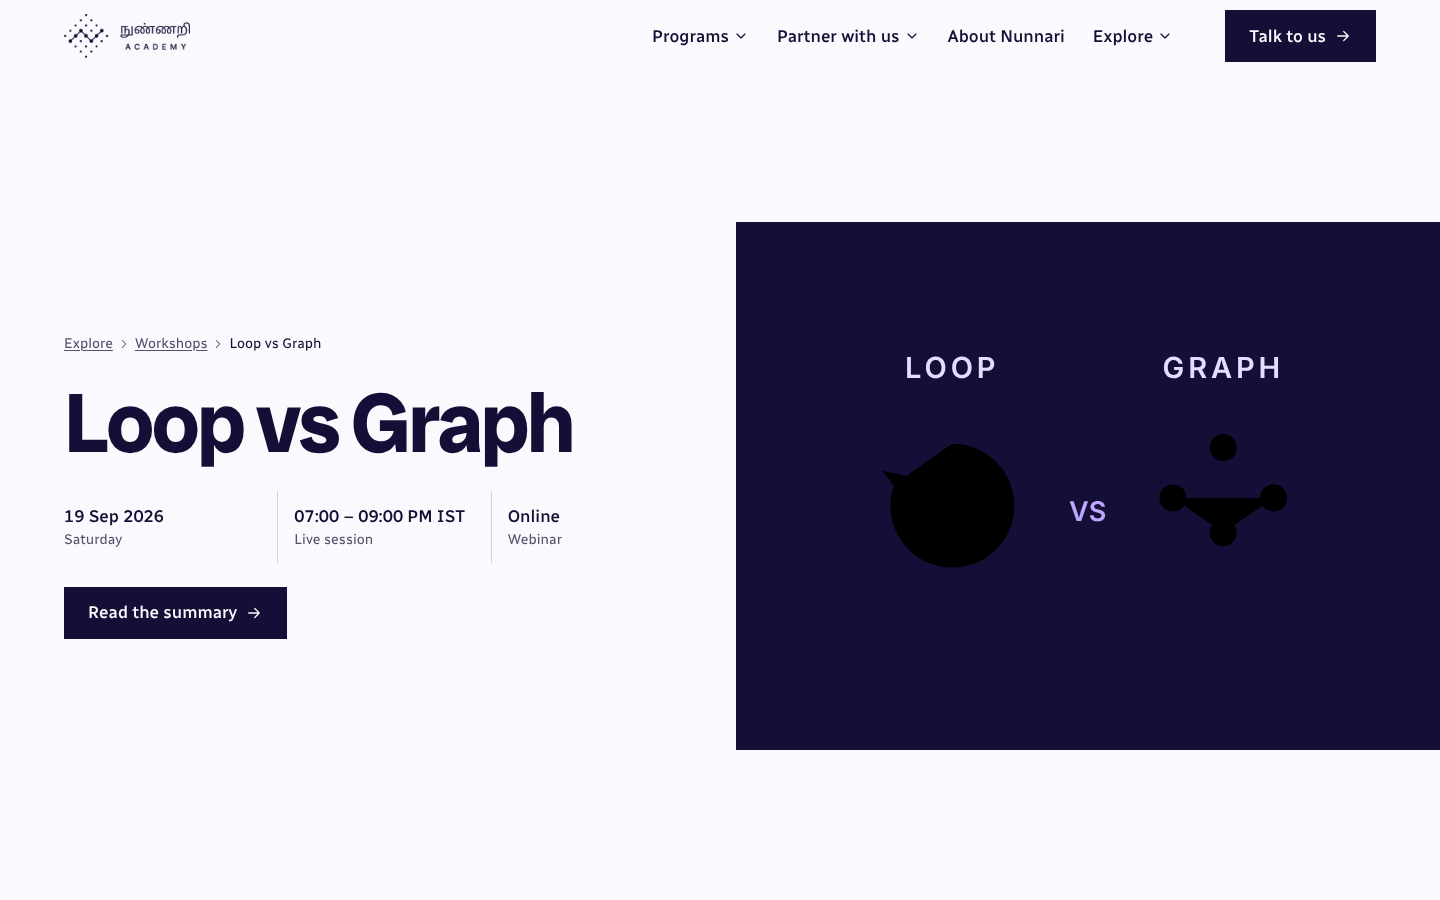 நுண்ணறி
ACADEMY
Programs
Partner with us
About Nunnari
Explore
Talk to us
Explore > Workshops > Loop vs Graph
Loop vs Graph
19 Sep 2026
Saturday
07:00 – 09:00 PM IST
Live session
Online
Webinar
Read the summary
LOOP
GRAPH
VS